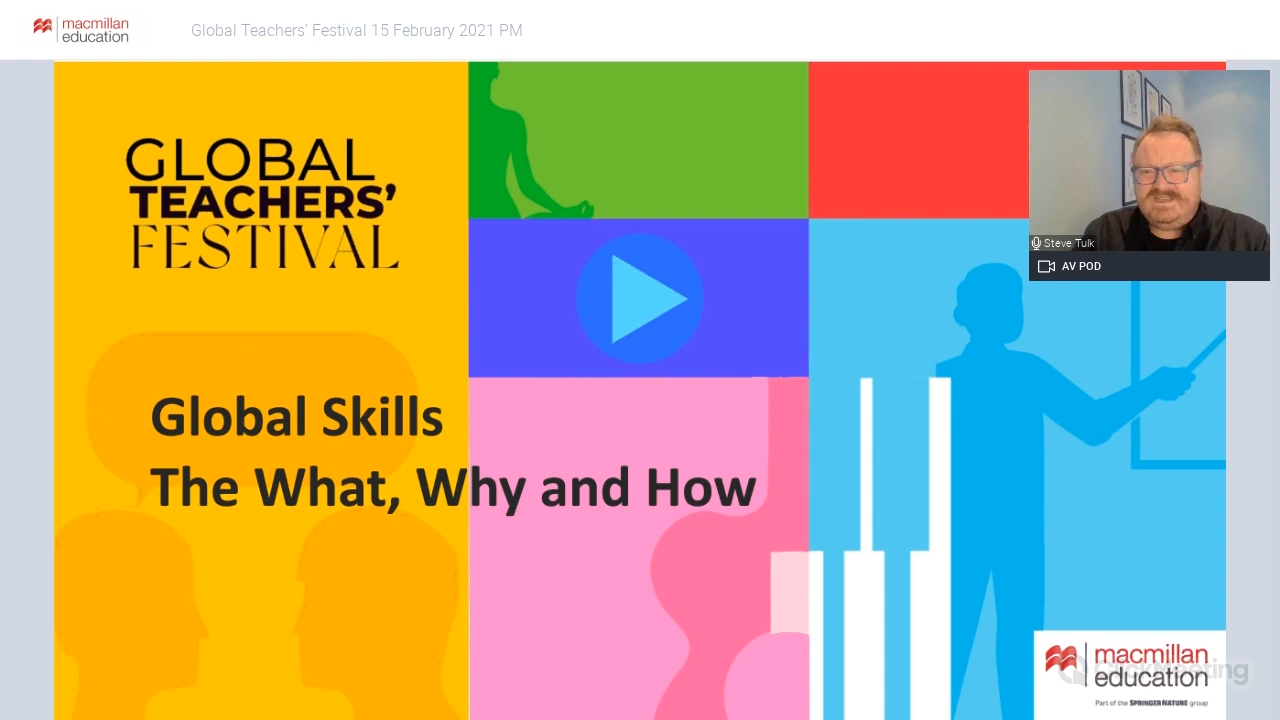 macmillan
education
Global Teachers' Festival 15 February 2021 PM
GLOBAL
TEACHERS'
FESTIVAL
Steve Tulk
AV POD
Global Skills
The What, Why and How
macmillan
education
ClickMeeting
Part of the SPRINGER NATURE group